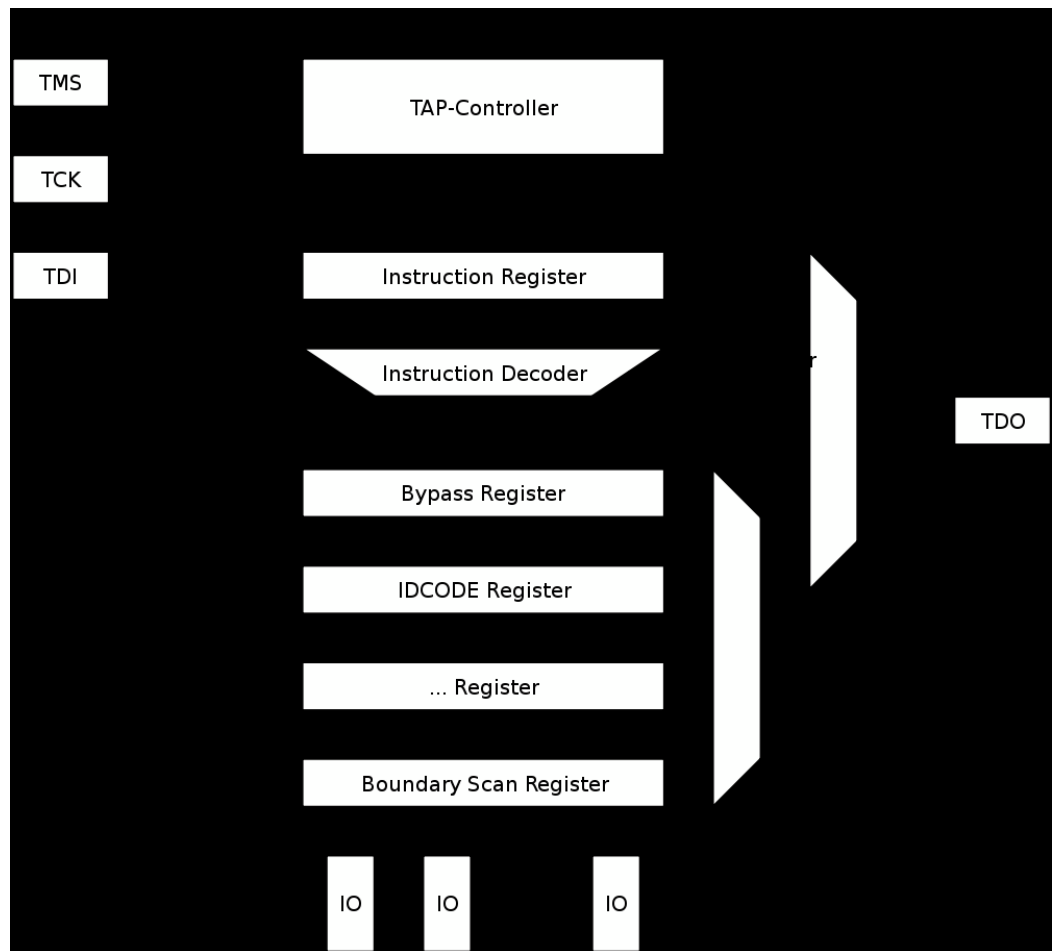 TMS
TAP-Controller
TCK
TDI
Instruction Register
Instruction Decoder
TDO
Bypass Register
IDCODE Register
... Register
Boundary Scan Register
IO
IO
IO